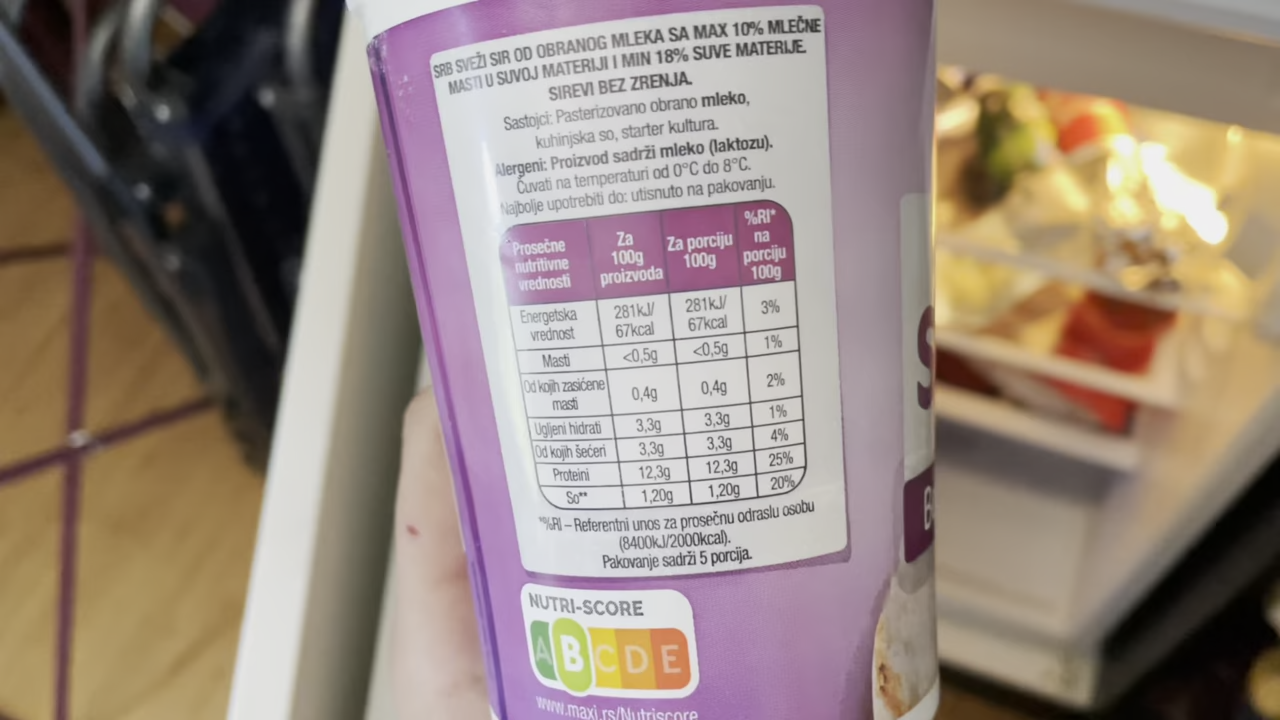 SRB SVEŽI SIR OD OBRANOG MLEKA SA MAX 10% MLEČNE
MASTI U SUVOJ MATERIJI I MIN 18% SUVE MATERIJE.
SIREVI BEZ ZRENJA.
Sastojci: Pasterizovano obrano mleko,
kuhinjska so, starter kultura.
Alergeni: Proizvod sadrži mleko (laktozu).
Čuvati na temperaturi od 0°C do 8°C.
Najbolje upotrebiti do: utisnuto na pakovanju.
Prosečne nutritivne vrednosti Za 100g proizvoda Za porciju 100g %RI* na porciju 100g
Energetska vrednost 281kJ/ 67kcal 281kJ/ 67kcal 3%
Masti <0,5g <0,5g 1%
Od kojih zasićene masti 0,4g 0,4g 2%
Ugljeni hidrati 3,3g 3,3g 1%
Od kojih šećeri 3,3g 3,3g 4%
Proteini 12,3g 12,3g 25%
So** 1,20g 1,20g 20%
*%RI – Referentni unos za prosečnu odraslu osobu
(8400kJ/2000kcal).
Pakovanje sadrži 5 porcija.
NUTRI-SCORE
A B C D E
www.maxi.rs/Nutriscore